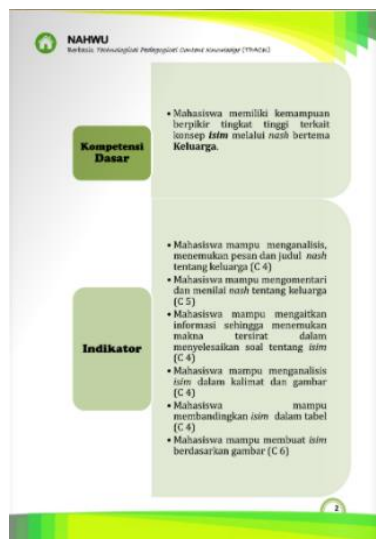 NAHWU
Berbasis Technological Pedagogical Content Knowledge (TPACK)
• Mahasiswa memiliki kemampuan
berpikir tingkat tinggi terkait
konsep isim melalui nash bertema
Keluarga.
Kompetensi
Dasar
• Mahasiswa mampu menganalisis,
menemukan pesan dan judul nash
tentang keluarga (C 4)
• Mahasiswa mampu mengomentari
dan menilai nash tentang keluarga
(C 5)
• Mahasiswa mampu mengaitkan
informasi sehingga menemukan
makna tersirat dalam
menyelesaikan soal tentang isim
(C 4)
• Mahasiswa mampu menganalisis
isim dalam kalimat dan gambar
(C 4)
• Mahasiswa mampu
membandingkan isim dalam tabel
(C 4)
• Mahasiswa mampu membuat isim
berdasarkan gambar (C 6)
Indikator
2